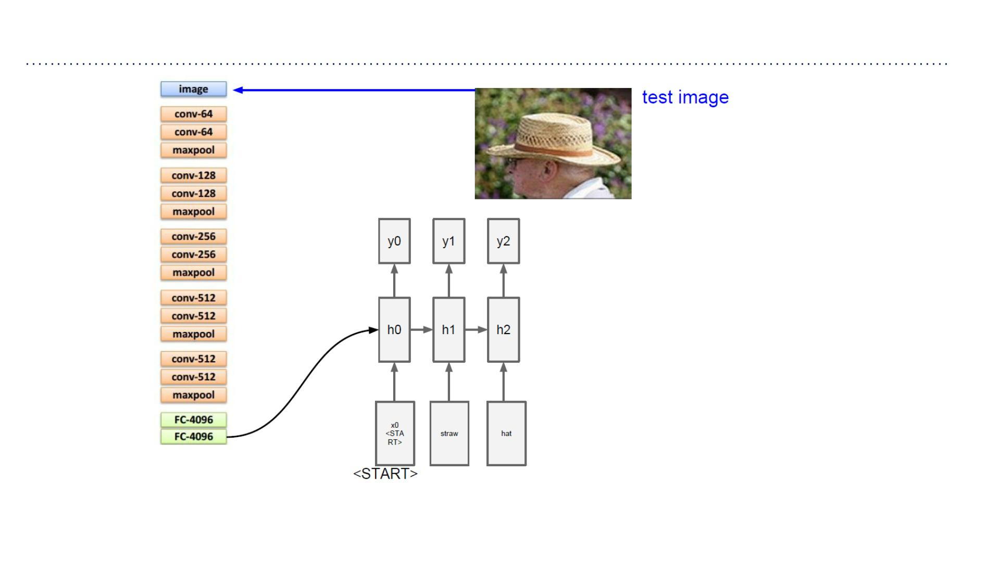 image
conv-64
conv-64
maxpool
conv-128
conv-128
maxpool
conv-256
conv-256
maxpool
conv-512
conv-512
maxpool
conv-512
conv-512
maxpool
FC-4096
FC-4096
test image
y0
y1
y2
h0
h1
h2
x0
<STA
RT>
straw
hat
<START>